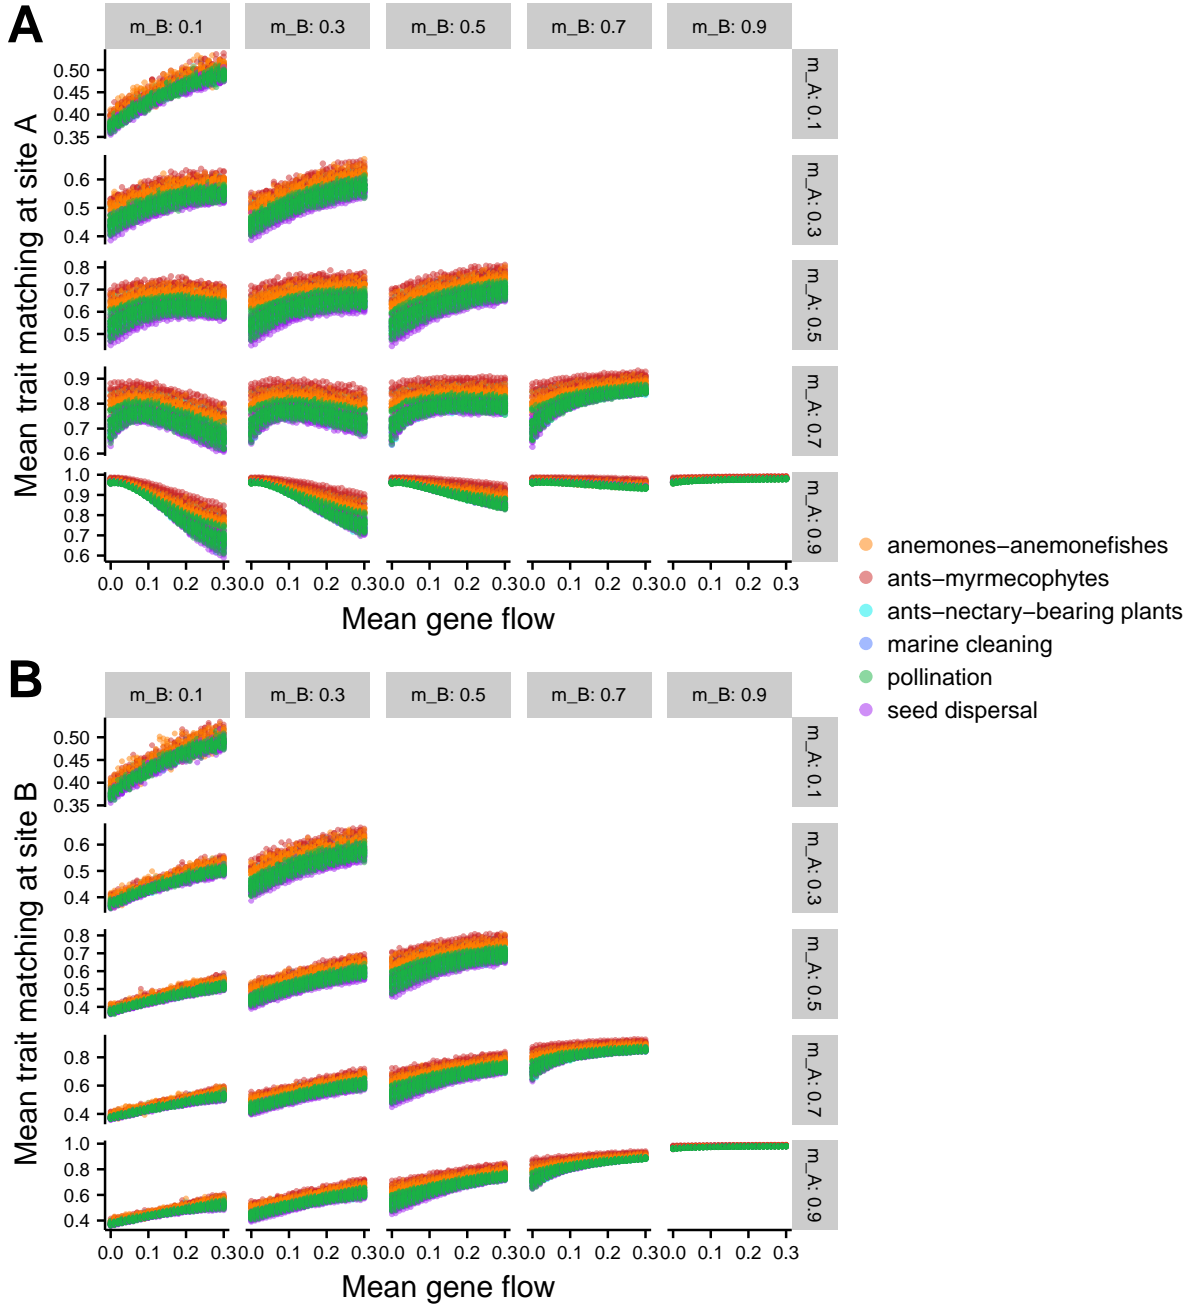 A
m_B: 0.1 m_B: 0.3 m_B: 0.5 m_B: 0.7 m_B: 0.9
Mean trait matching at site A
0.50
0.45
0.40
0.35
m_A: 0.1
0.6
0.5
0.4
m_A: 0.3
0.8
0.7
0.6
0.5
m_A: 0.5
0.9
0.8
0.7
0.6
m_A: 0.7
1.0
0.9
0.8
0.7
0.6
m_A: 0.9
0.0 0.1 0.2 0.3 0.0 0.1 0.2 0.3 0.0 0.1 0.2 0.3 0.0 0.1 0.2 0.3 0.0 0.1 0.2 0.3
Mean gene flow
anemones−anemonefishes
ants−myrmecophytes
ants−nectary−bearing plants
marine cleaning
pollination
seed dispersal
B
m_B: 0.1 m_B: 0.3 m_B: 0.5 m_B: 0.7 m_B: 0.9
Mean trait matching at site B
0.50
0.45
0.40
0.35
m_A: 0.1
0.6
0.5
0.4
m_A: 0.3
0.8
0.7
0.6
0.5
0.4
m_A: 0.5
0.8
0.6
0.4
m_A: 0.7
1.0
0.8
0.6
0.4
m_A: 0.9
0.0 0.1 0.2 0.3 0.0 0.1 0.2 0.3 0.0 0.1 0.2 0.3 0.0 0.1 0.2 0.3 0.0 0.1 0.2 0.3
Mean gene flow